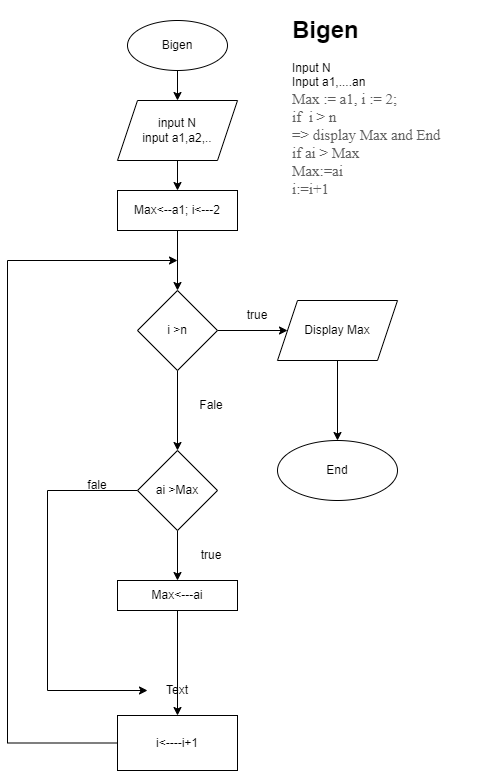 Bigen
input N
input a1,a2,..
Max<--a1; i<---2
i >n
true
Display Max
Fale
End
ai >Max
fale
true
Max<---ai
Text
i<----i+1
Bigen
Input N
Input a1,....an
Max := a1, i := 2;
if  i > n
=> display Max and End
if ai > Max
Max:=ai
i:=i+1